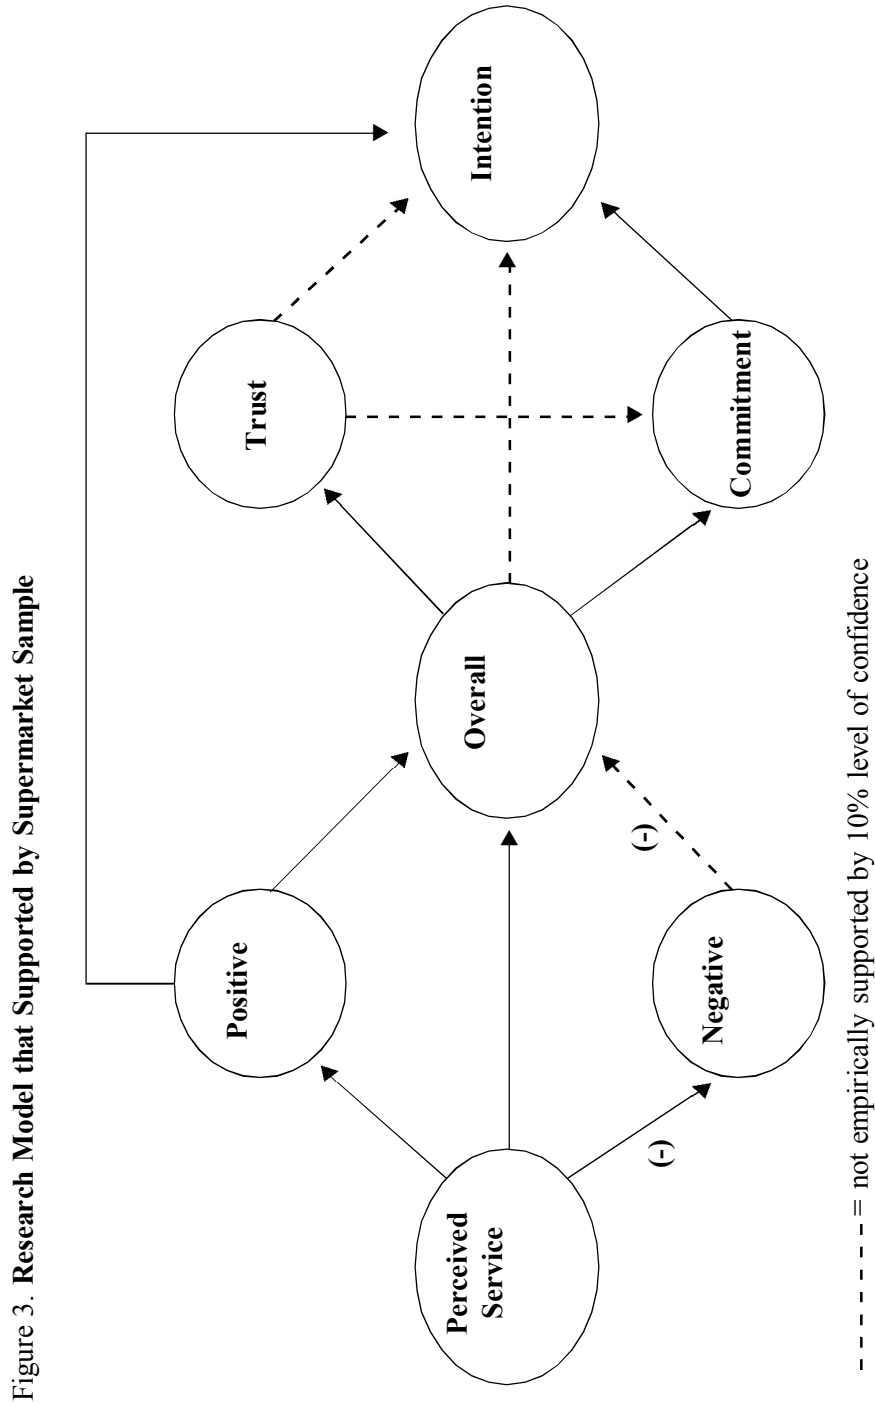 Figure 3. Research Model that Supported by Supermarket Sample
Positive
Trust
Perceived
Service
Overall
Intention
(-)
(-)
Negative
Commitment
- - - - - - - = not empirically supported by 10% level of confidence